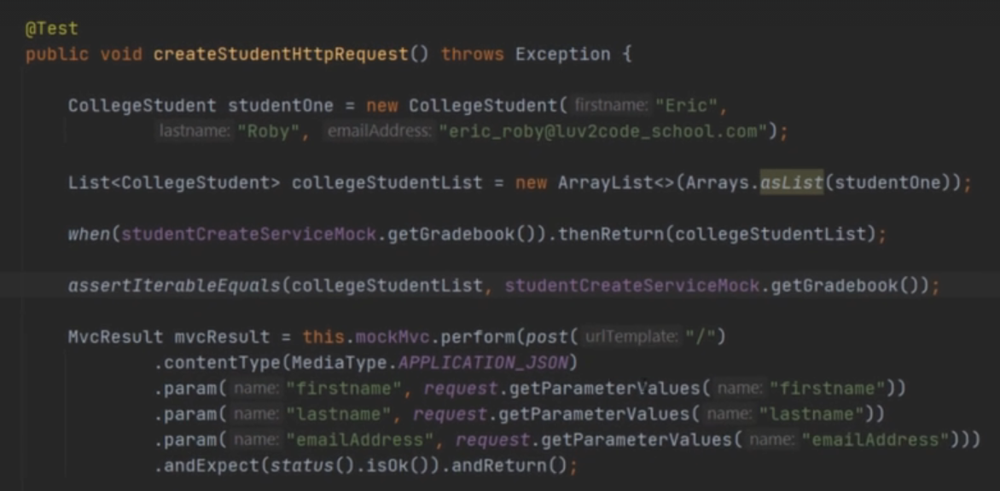 @Test
public void createStudentHttpRequest() throws Exception {
CollegeStudent studentOne = new CollegeStudent( firstname: "Eric",
lastname: "Roby", emailAddress: "eric_roby@luv2code_school.com");
List<CollegeStudent> collegeStudentList = new ArrayList<>(Arrays.asList(studentOne));
when(studentCreateServiceMock.getGradebook()).thenReturn(collegeStudentList);
assertIterableEquals(collegeStudentList, studentCreateServiceMock.getGradebook());
MvcResult mvcResult = this.mockMvc.perform(post( urlTemplate: "/")
.contentType(MediaType.APPLICATION_JSON)
.param( name: "firstname", request.getParameterValues( name: "firstname"))
.param( name: "lastname", request.getParameterValues( name: "lastname"))
.param( name: "emailAddress", request.getParameterValues( name: "emailAddress")))
.andExpect(status().isOk()).andReturn();